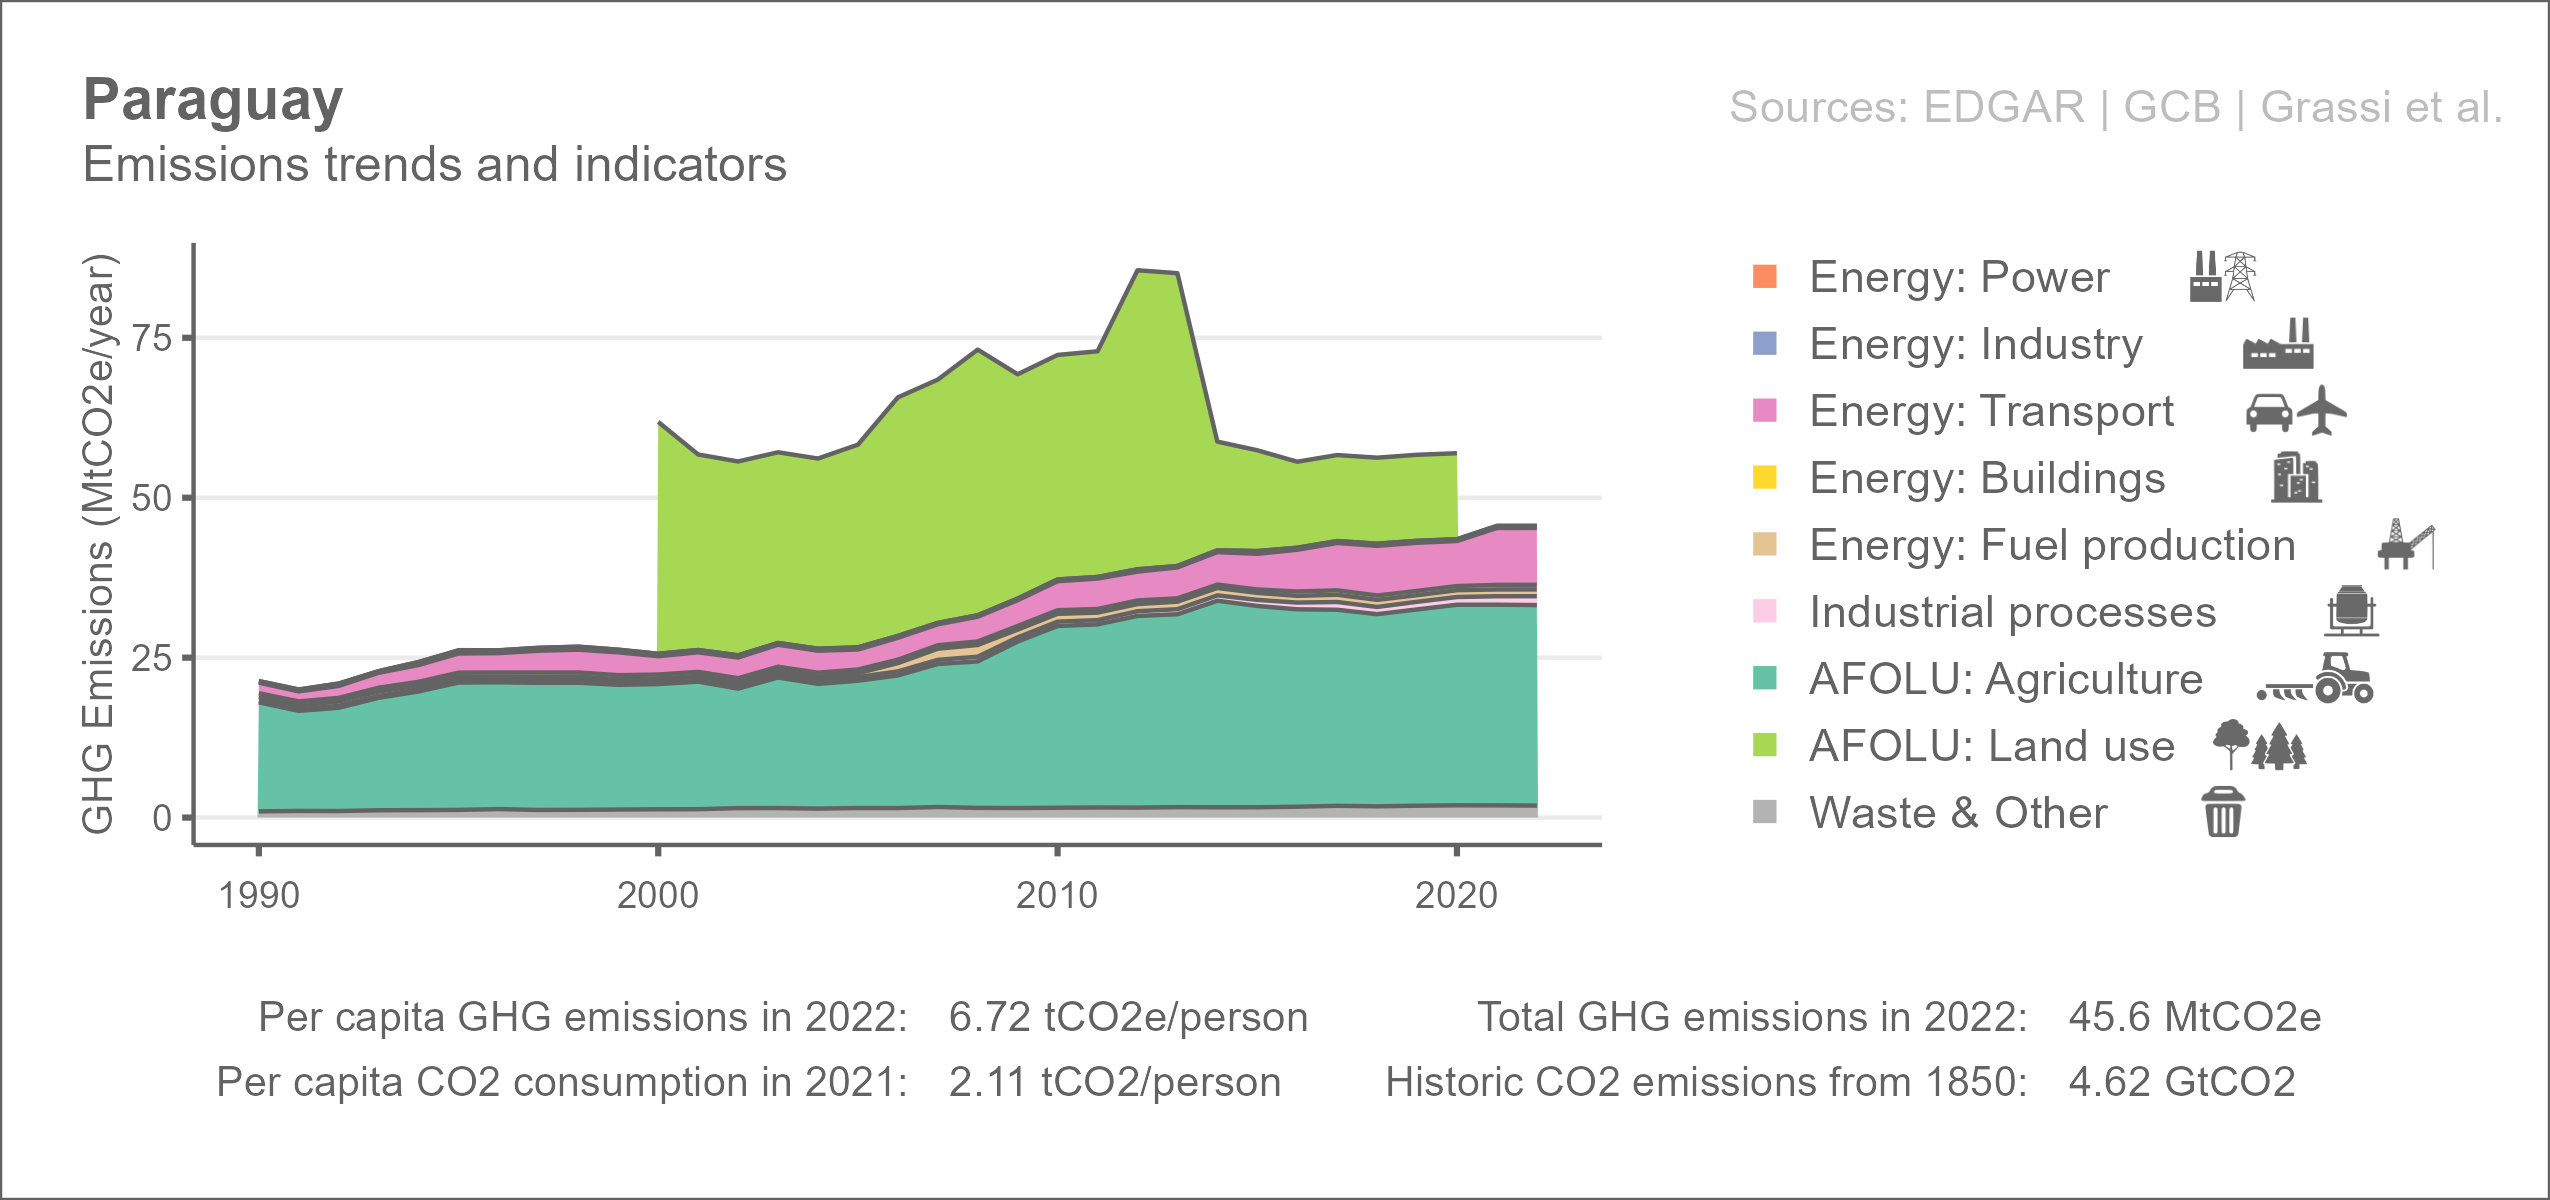 Paraguay
Emissions trends and indicators
Sources: EDGAR | GCB | Grassi et al.
GHG Emissions (MtCO2e/year)
75
50
25
0
1990
2000
2010
2020
Energy: Power
Energy: Industry
Energy: Transport
Energy: Buildings
Energy: Fuel production
Industrial processes
AFOLU: Agriculture
AFOLU: Land use
Waste & Other
Per capita GHG emissions in 2022: 6.72 tCO2e/person
Total GHG emissions in 2022: 45.6 MtCO2e
Per capita CO2 consumption in 2021: 2.11 tCO2/person
Historic CO2 emissions from 1850: 4.62 GtCO2